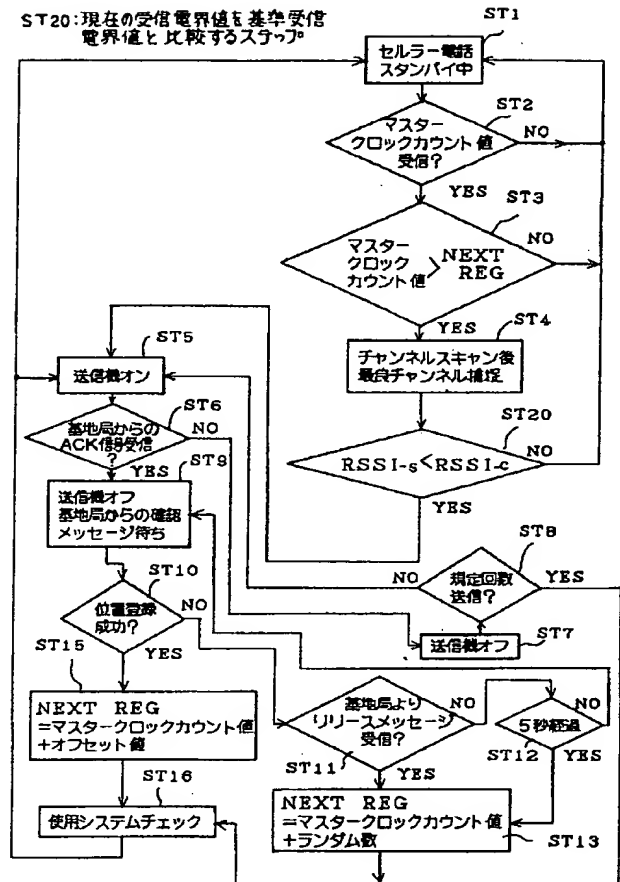 ST20:現在の受信電界値を基準受信
電界値と比較するステップ
ST1
セルラー電話
スタンバイ中
ST2
マスター
クロックカウント値
受信?
NO
YES
ST3
マスター
クロック
カウント値
>
NEXT
REG
NO
YES
ST4
チャンネルスキャン後
最良チャンネル捕捉
ST5
送信機オン
ST6
基地局からの
ACK信号受信
?
NO
YES
ST20
RSSI-s<RSSI-c
NO
YES
ST9
送信機オフ
基地局からの確認
メッセージ待ち
ST8
規定回数
送信?
NO
YES
ST7
送信機オフ
ST10
位置登録
成功?
NO
YES
ST15
NEXT REG
=マスタークロックカウント値
+オフセット値
ST11
基地局より
リリースメッセージ
受信?
NO
YES
ST12
5秒経過
NO
YES
ST16
使用システムチェック
ST13
NEXT REG
=マスタークロックカウント値
+ランダム数